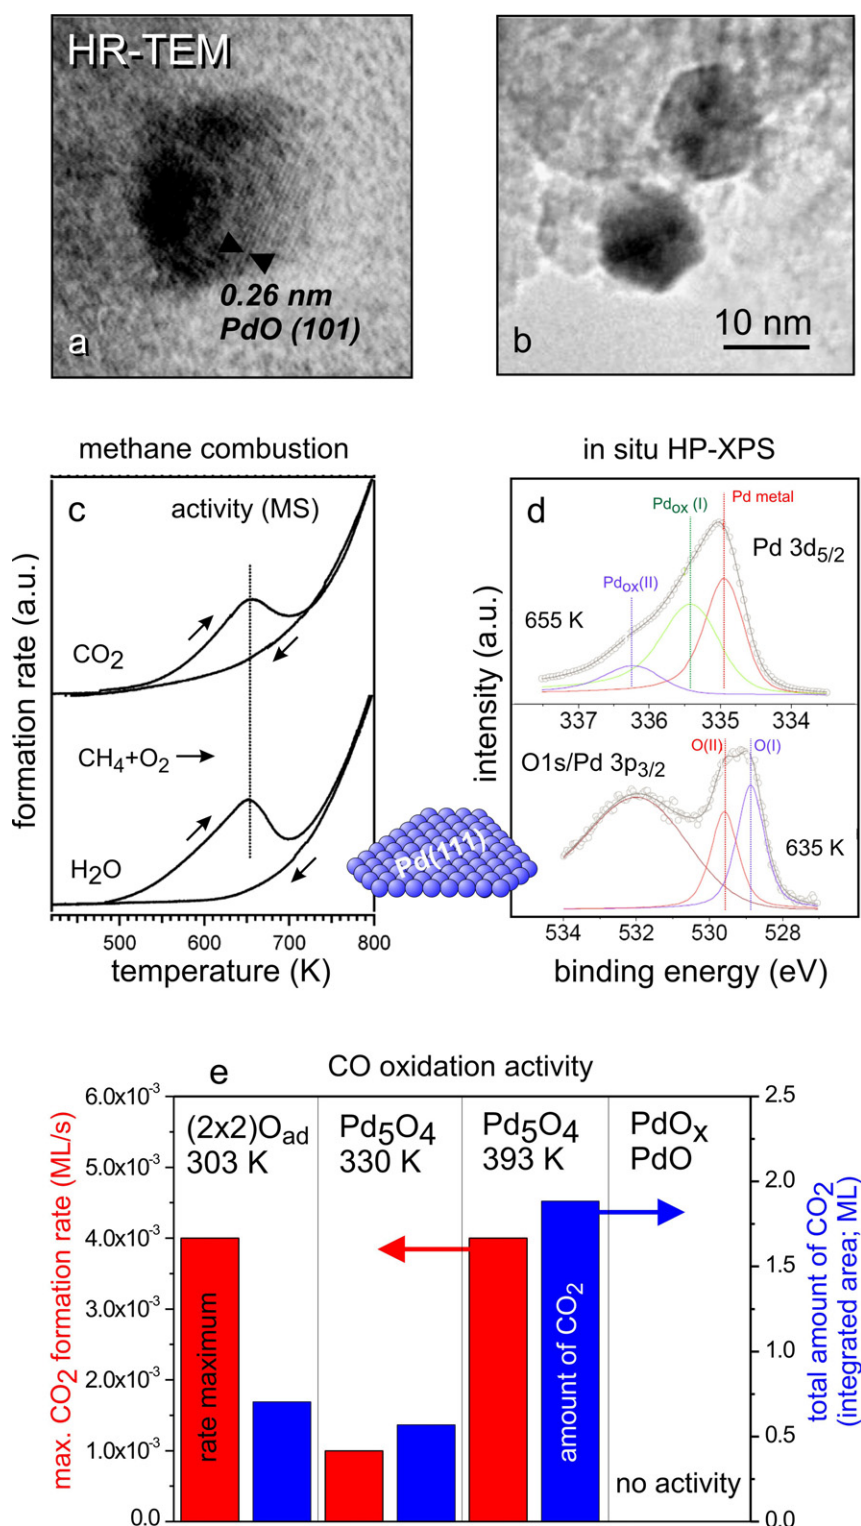 HR-TEM
0.26 nm
PdO (101)
a
b
10 nm
methane combustion
c
activity (MS)
CO2
CH4+O2
H2O
formation rate (a.u.)
500 600 700 800
temperature (K)
Pd(111)
in situ HP-XPS
d
Pdox (I)
Pd metal
Pd 3d5/2
Pdox(II)
655 K
337 336 335 334
O(II) O(I)
O1s/Pd 3p3/2
635 K
534 532 530 528
intensity (a.u.)
binding energy (eV)
e
CO oxidation activity
6.0x10-3
5.0x10-3
4.0x10-3
3.0x10-3
2.0x10-3
1.0x10-3
0.0
max. CO2 formation rate (ML/s)
(2x2)Oad
303 K
Pd5O4
330 K
Pd5O4
393 K
PdOx
PdO
rate maximum
amount of CO2
no activity
2.5
2.0
1.5
1.0
0.5
0.0
total amount of CO2
(integrated area; ML)